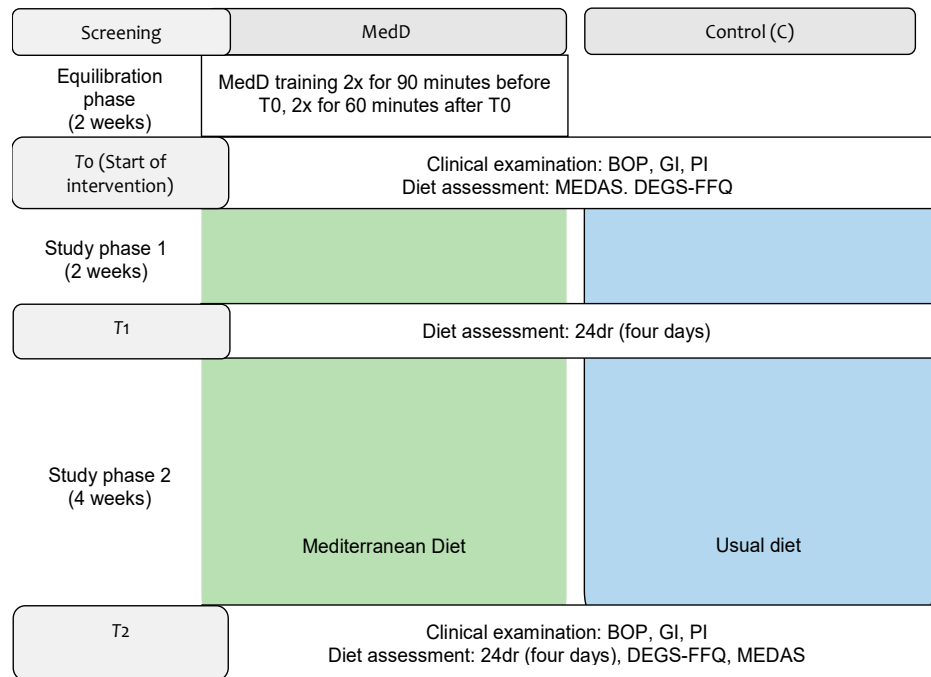 Screening
MedD
Control (C)
Equilibration
phase
(2 weeks)
MedD training 2x for 90 minutes before
T0, 2x for 60 minutes after T0
T0 (Start of
intervention)
Clinical examination: BOP, GI, PI
Diet assessment: MEDAS. DEGS-FFQ
Study phase 1
(2 weeks)
T1
Diet assessment: 24dr (four days)
Study phase 2
(4 weeks)
Mediterranean Diet
Usual diet
T2
Clinical examination: BOP, GI, PI
Diet assessment: 24dr (four days), DEGS-FFQ, MEDAS